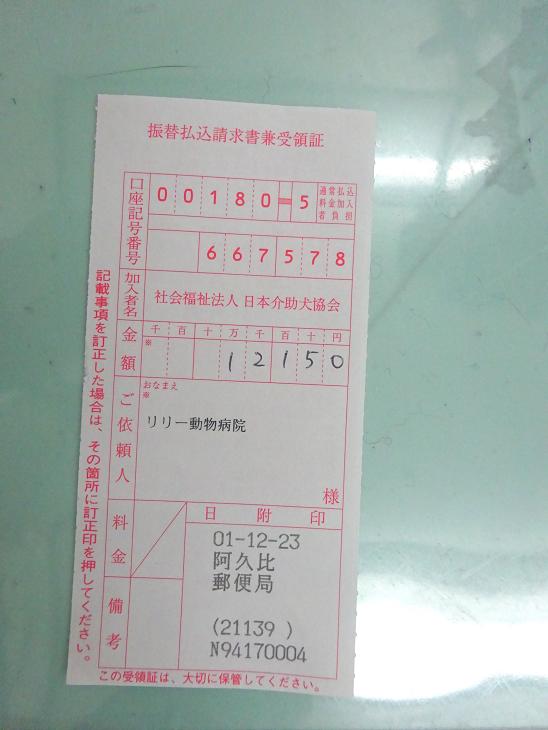 振替払込請求書兼受領証
口座記号番号
00180-5
通常払込
料金加入
者負担
667578
加入者名
社会福祉法人 日本介助犬協会
金額
千百十万千百十円
※
12150
ご依頼人
おなまえ
※
リリー動物病院
様
料金
日附印
備考
01-12-23
阿久比
郵便局
(21139 )
N94170004
記載事項を訂正した場合は、その箇所に訂正印を押してください。
この受領証は、大切に保管してください。